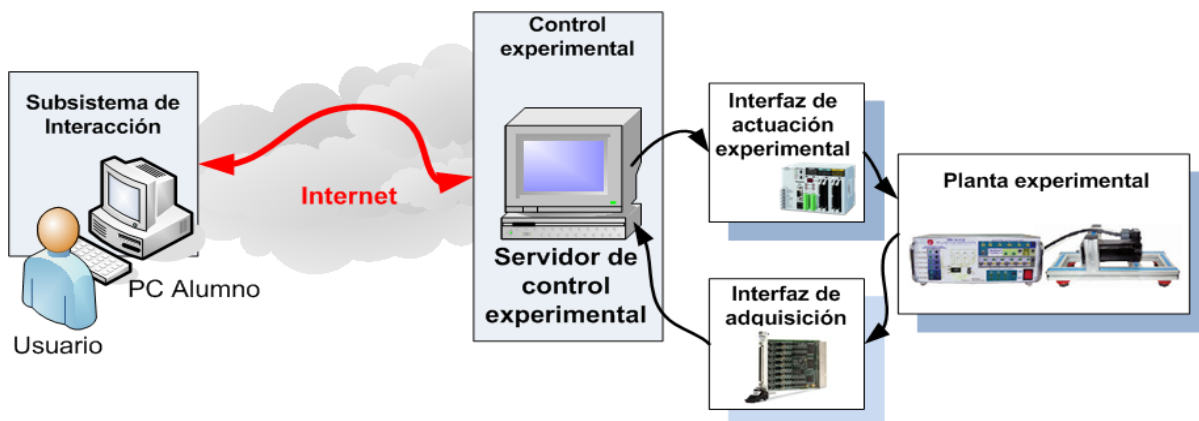 Subsistema de
Interacción
PC Alumno
Usuario
Internet
Control
experimental
Servidor de
control
experimental
Interfaz de
actuación
experimental
Interfaz de
adquisición
Planta experimental